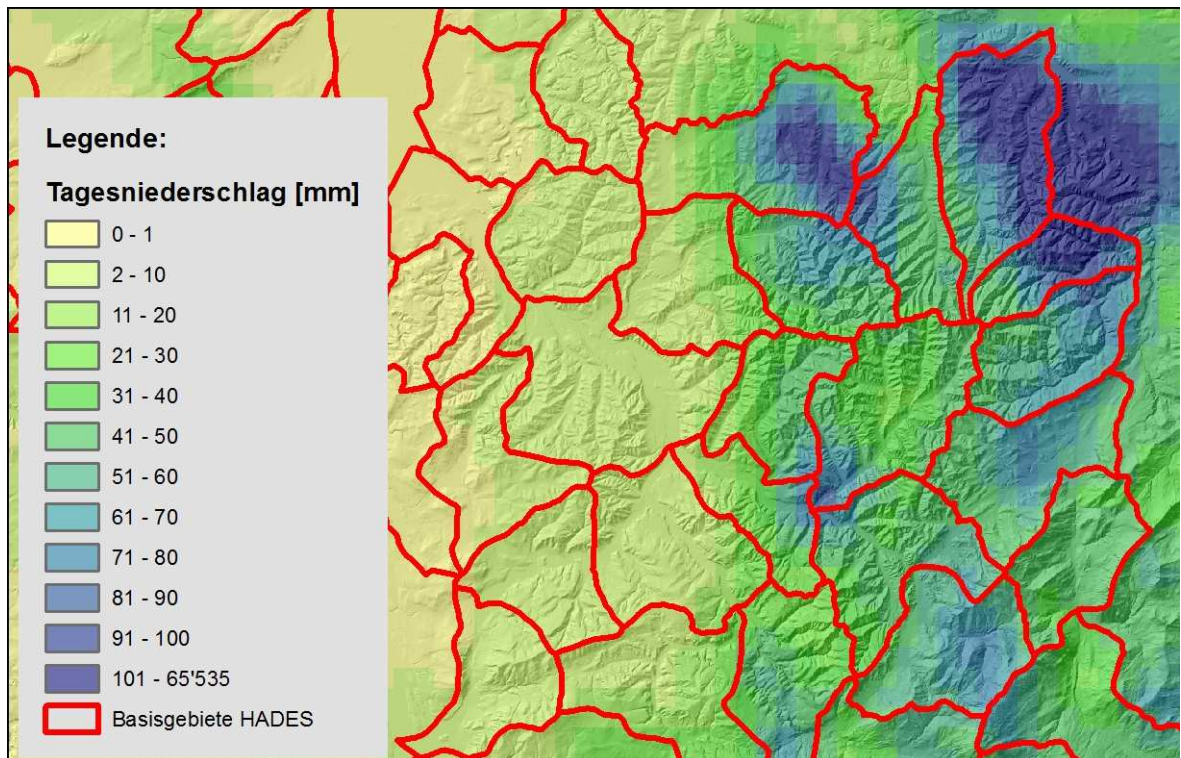 Legende:
Tagesniederschlag [mm]
0 - 1
2 - 10
11 - 20
21 - 30
31 - 40
41 - 50
51 - 60
61 - 70
71 - 80
81 - 90
91 - 100
101 - 65'535
Basisgebiete HADES